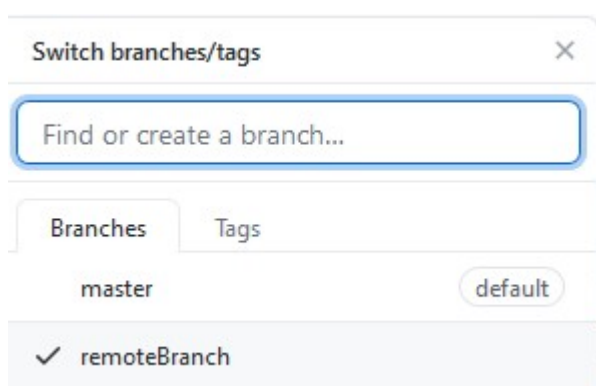 Switch branches/tags
Find or create a branch...
Branches Tags
master default
remoteBranch